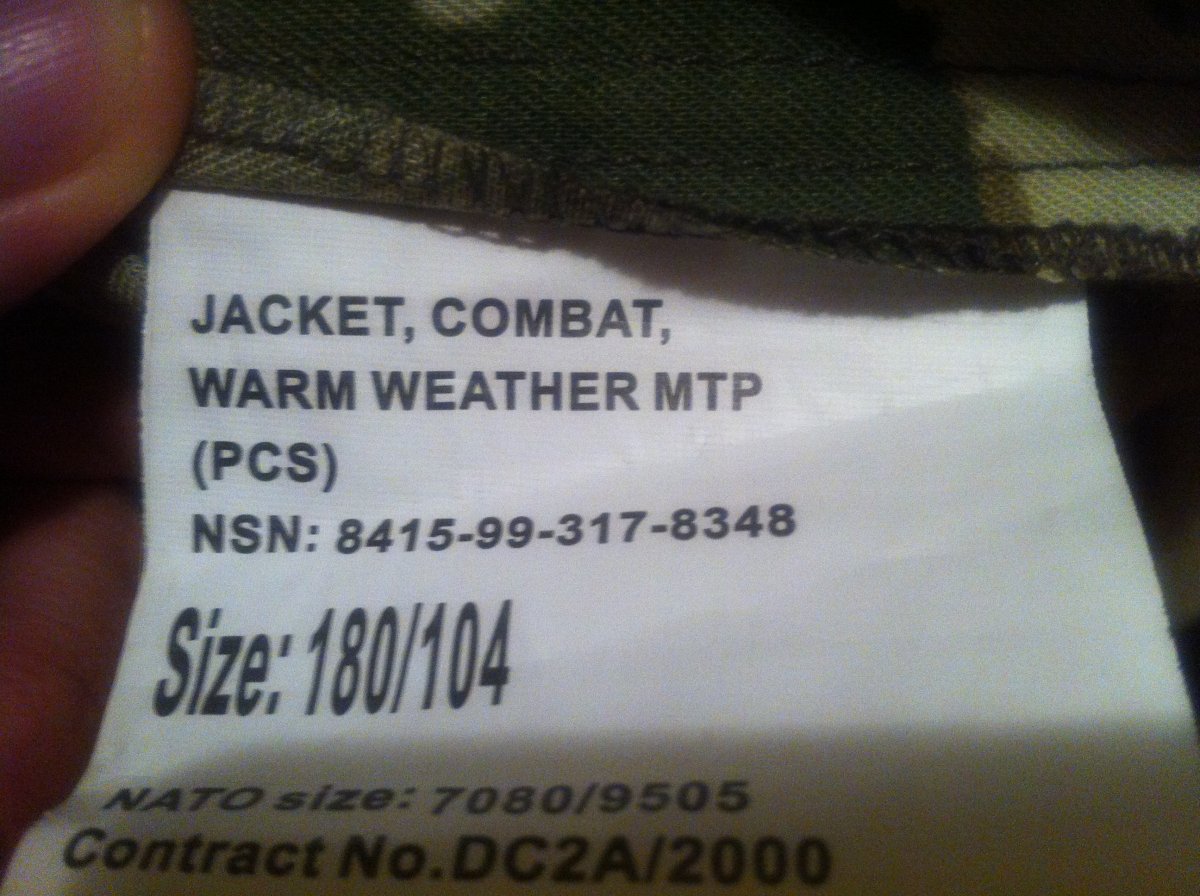 JACKET, COMBAT,
WARM WEATHER MTP
(PCS)
NSN: 8415-99-317-8348
Size: 180/104
NATO size: 7080/9505
Contract No.DC2A/2000